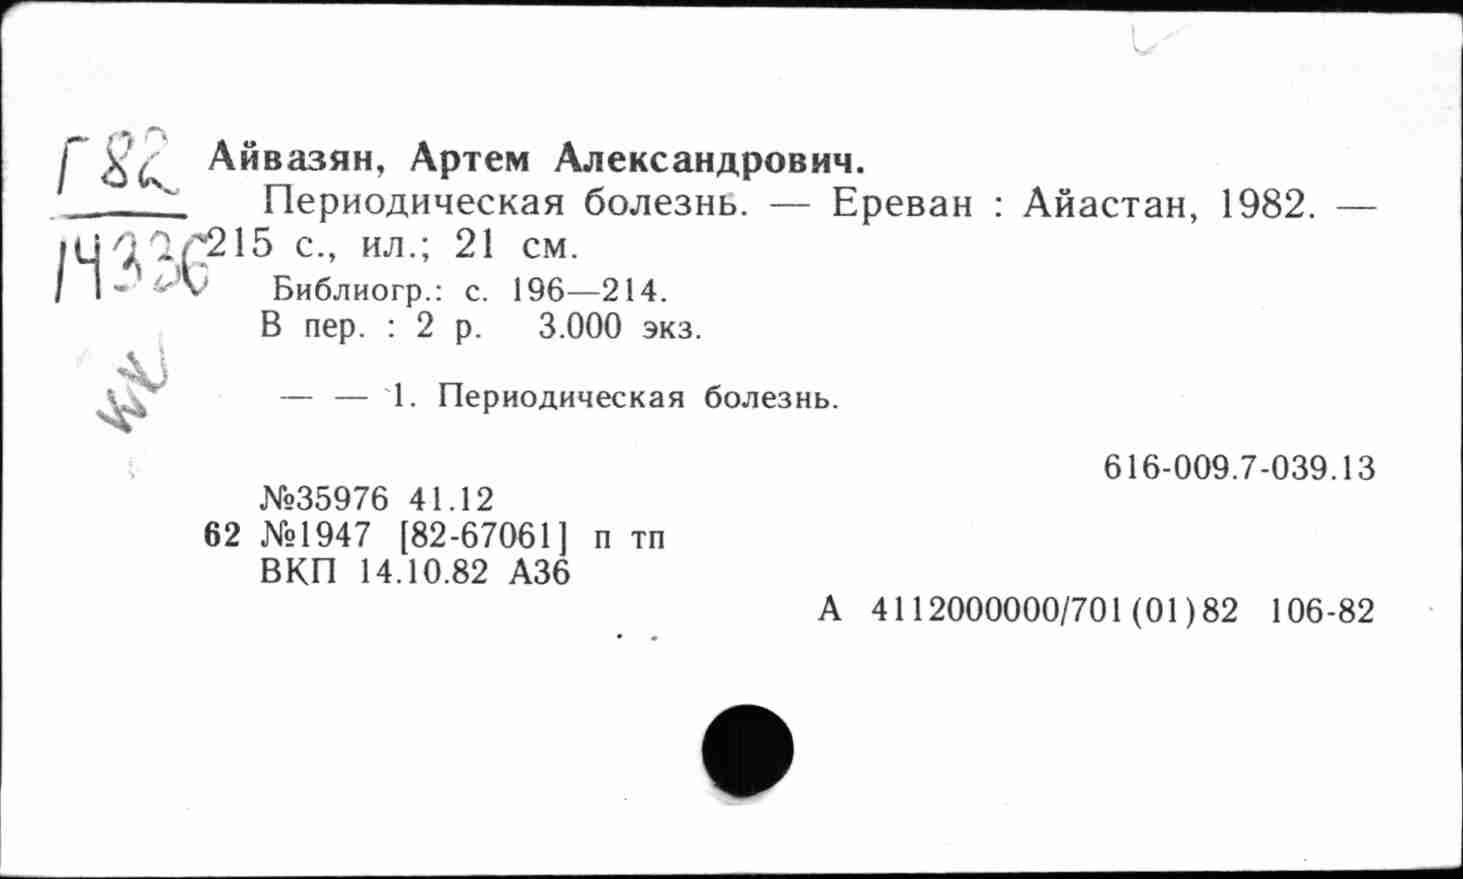 Г82
14336
Айвазян, Артем Александрович.
Периодическая болезнь. — Ереван : Айастан, 1982. —
215 с., ил.; 21 см.
Библиогр.: с. 196—214.
В пер. : 2 р. 3.000 экз.
— — 1. Периодическая болезнь.
616-009.7-039.13
№35976 41.12
62 №1947 [82-67061] п тп
ВКП 14.10.82 А36
А 4112000000/701(01)82 106-82